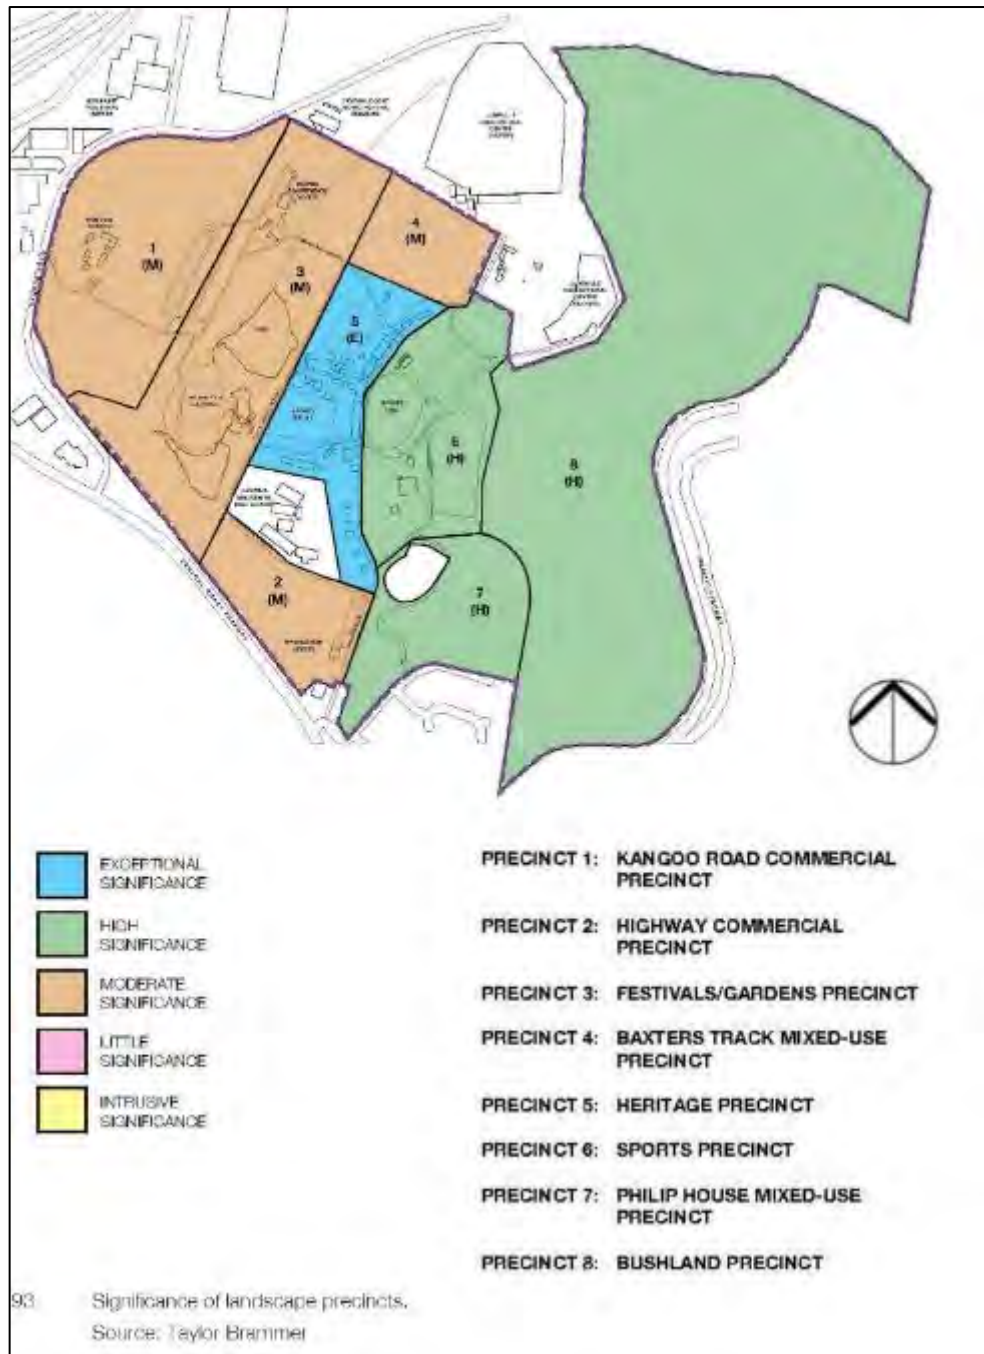 1
(M)
3
(M)
4
(M)
5
(E)
6
(H)
8
(H)
2
(M)
7
(H)
EXCEPTIONAL
SIGNIFICANCE
HIGH
SIGNIFICANCE
MODERATE
SIGNIFICANCE
LITTLE
SIGNIFICANCE
INTRUSIVE
SIGNIFICANCE
PRECINCT 1: KANGOO ROAD COMMERCIAL
PRECINCT
PRECINCT 2: HIGHWAY COMMERCIAL
PRECINCT
PRECINCT 3: FESTIVALS/GARDENS PRECINCT
PRECINCT 4: BAXTERS TRACK MIXED-USE
PRECINCT
PRECINCT 5: HERITAGE PRECINCT
PRECINCT 6: SPORTS PRECINCT
PRECINCT 7: PHILIP HOUSE MIXED-USE
PRECINCT
PRECINCT 8: BUSHLAND PRECINCT
93 Significance of landscape precincts.
Source: Taylor Brammer